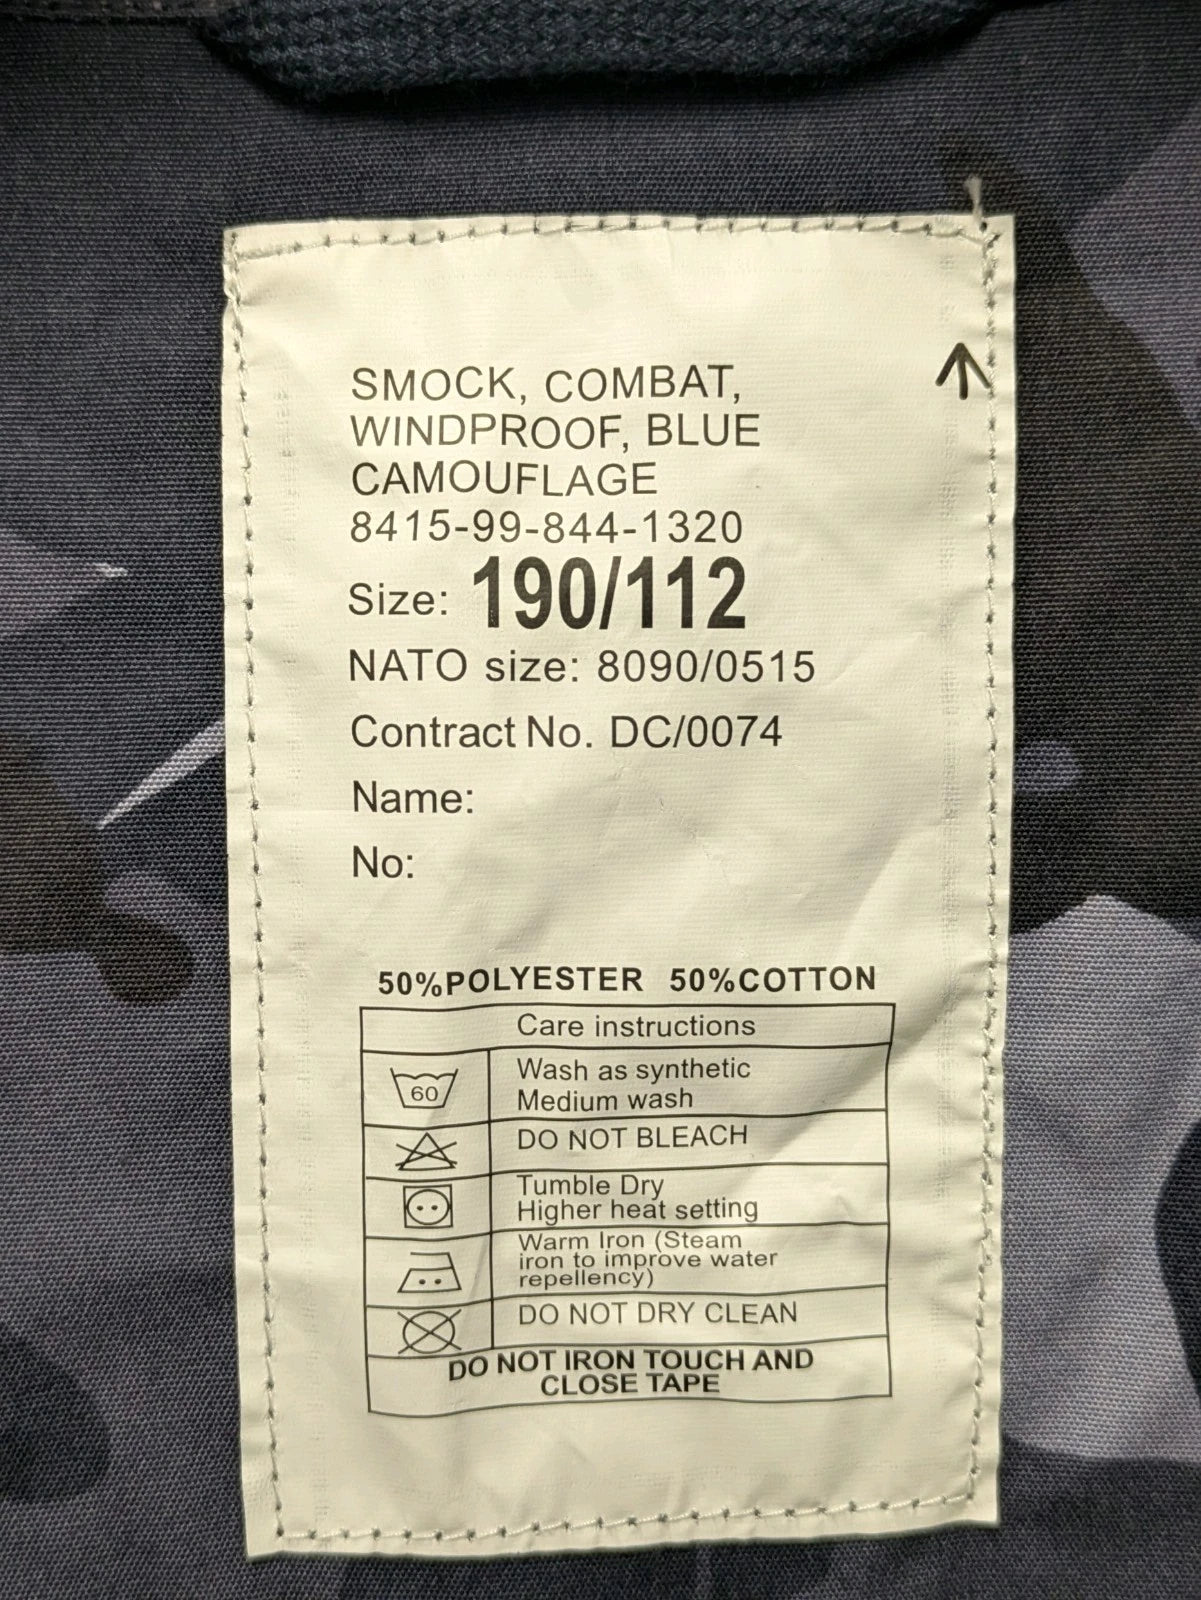 SMOCK, COMBAT,
WINDPROOF, BLUE
CAMOUFLAGE
8415-99-844-1320
Size: 190/112
NATO size: 8090/0515
Contract No. DC/0074
Name:
No:
50%POLYESTER 50%COTTON
Care instructions
60
Wash as synthetic
Medium wash
DO NOT BLEACH
Tumble Dry
Higher heat setting
Warm Iron (Steam
iron to improve water
repellency)
DO NOT DRY CLEAN
DO NOT IRON TOUCH AND
CLOSE TAPE